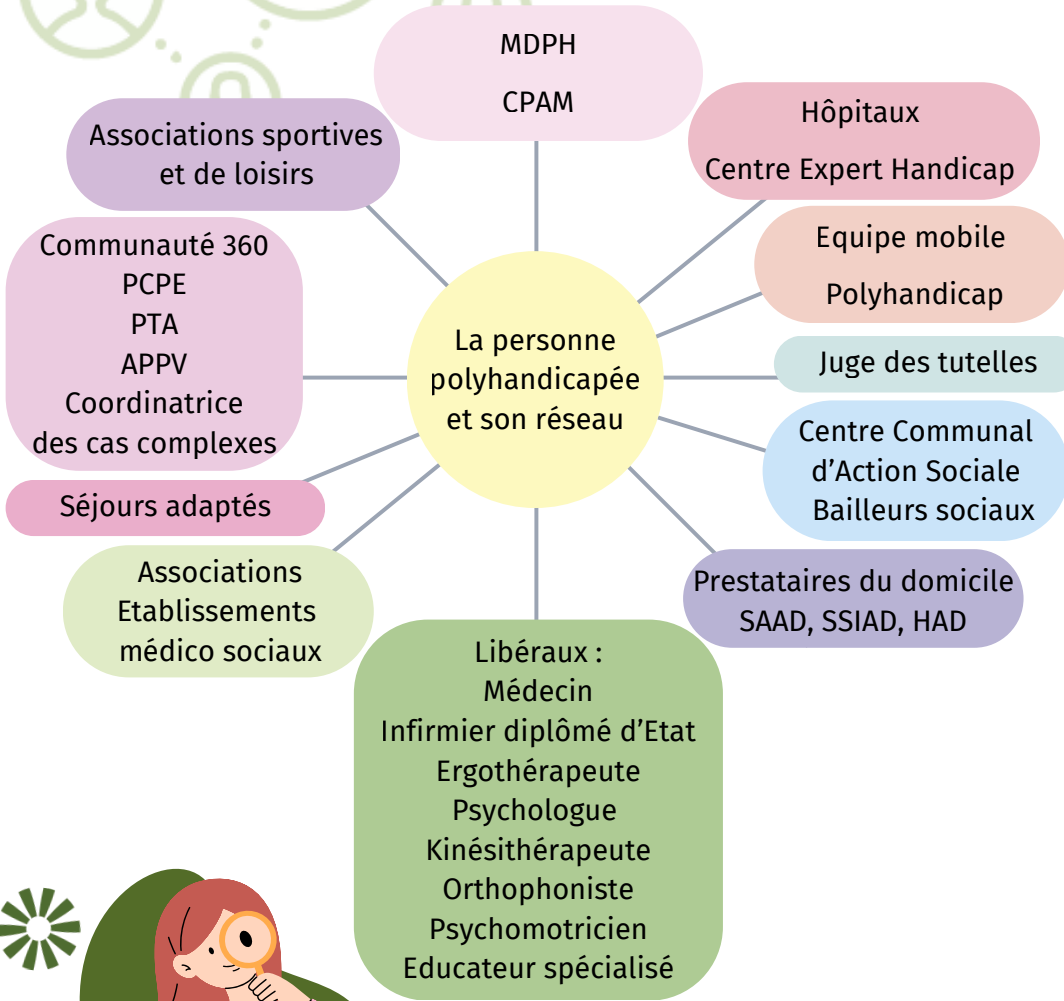 MDPH
CPAM
Hôpitaux
Centre Expert Handicap
Associations sportives
et de loisirs
Equipe mobile
Polyhandicap
Communauté 360
PCPE
PTA
APPV
Coordinatrice
des cas complexes
La personne
polyhandicapée
et son réseau
Juge des tutelles
Centre Communal
d'Action Sociale
Bailleurs sociaux
Séjours adaptés
Associations
Etablissements
médico sociaux
Prestataires du domicile
SAAD, SSIAD, HAD
Libéraux :
Médecin
Infirmier diplômé d'Etat
Ergothérapeute
Psychologue
Kinésithérapeute
Orthophoniste
Psychomotricien
Educateur spécialisé